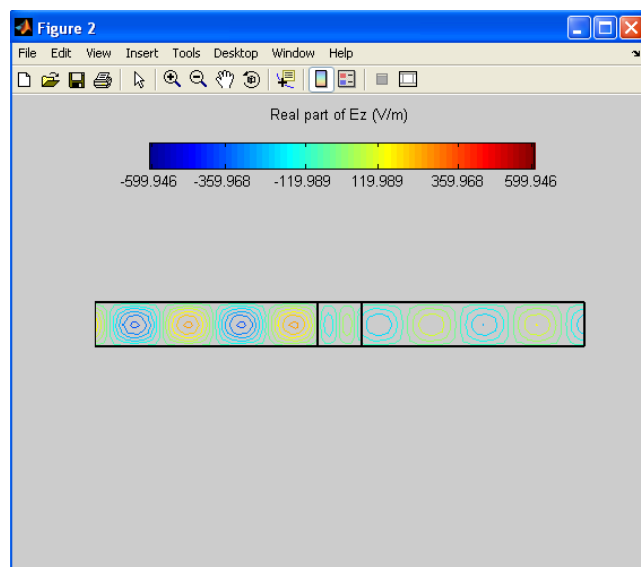 Figure 2
File Edit View Insert Tools Desktop Window Help
Real part of Ez (V/m)
-599.946 -359.968 -119.989 119.989 359.968 599.946